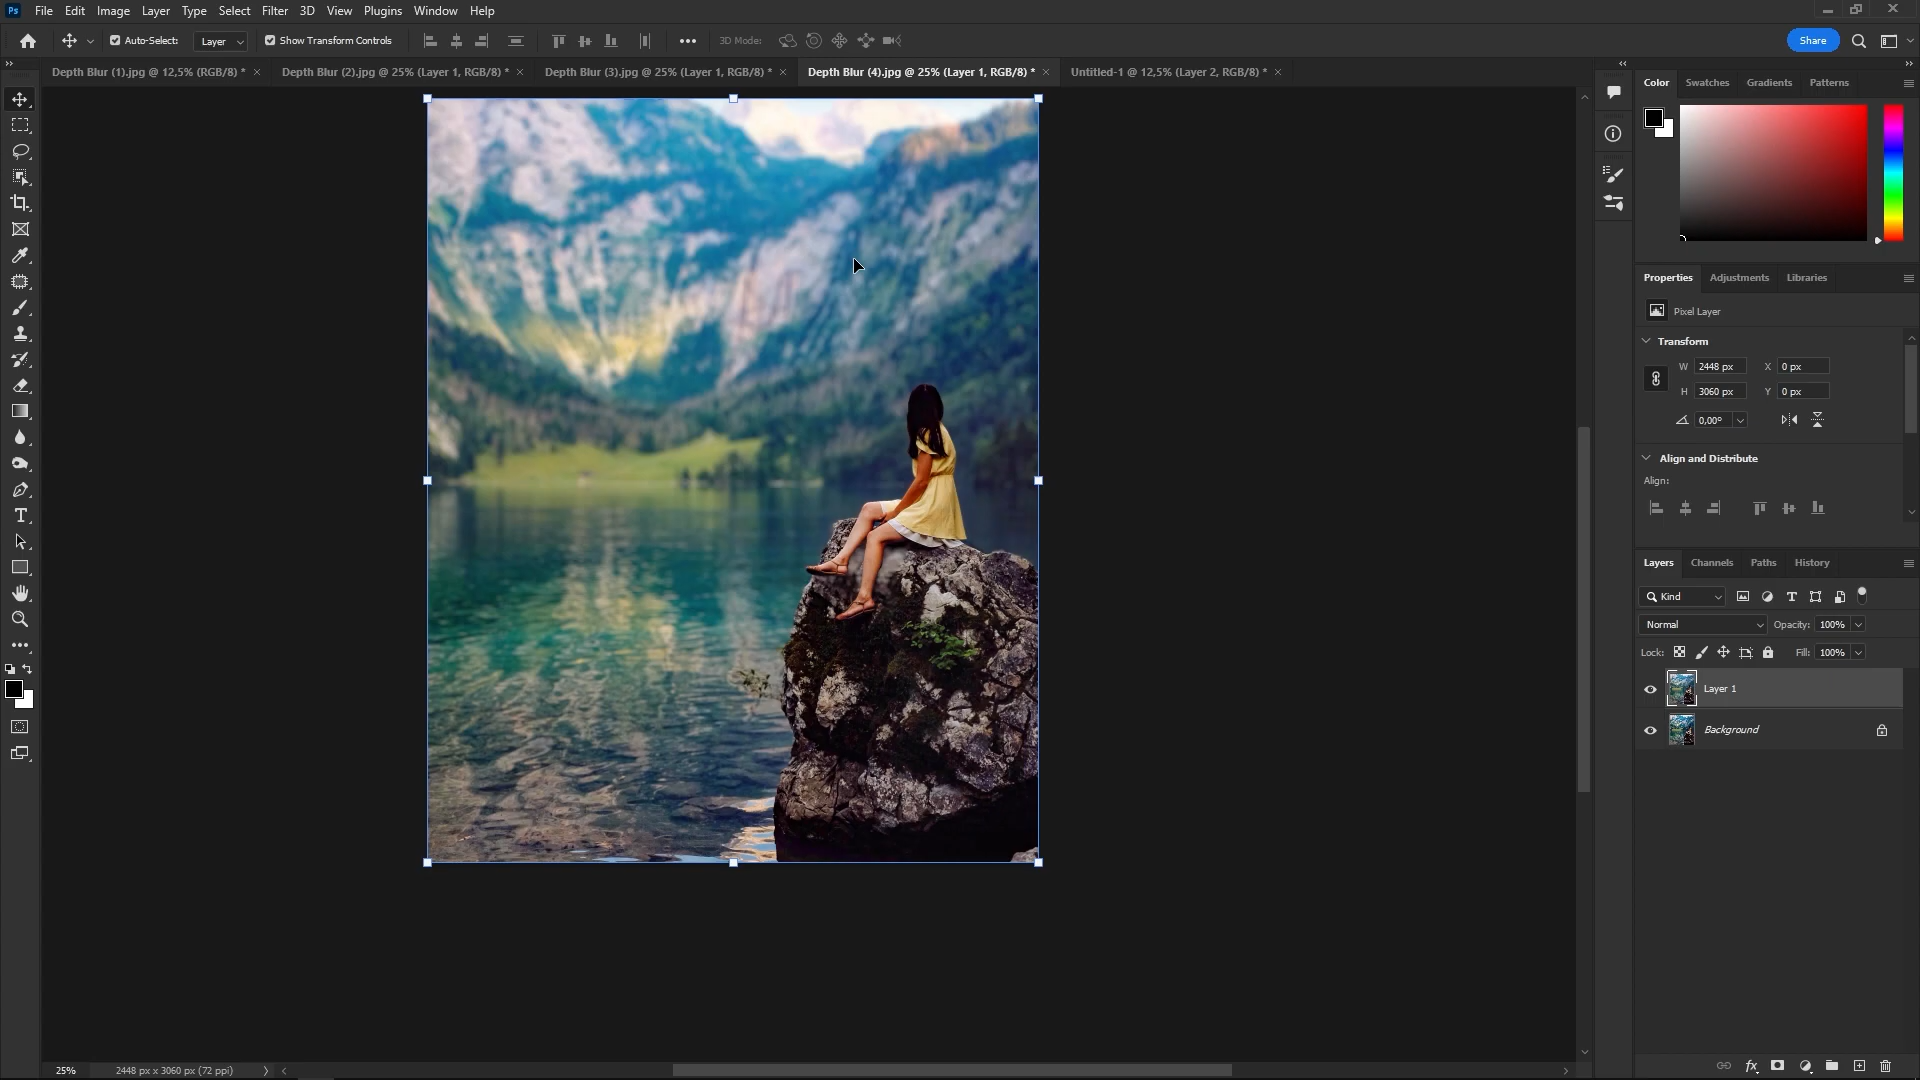 Ps File Edit Image Layer Type Select Filter 3D View Plugins Window Help
Auto-Select: Layer Show Transform Controls 3D Mode: Share
Depth Blur (1).jpg @ 12,5% (RGB/8) * Depth Blur (2).jpg @ 25% (Layer 1, RGB/8) * Depth Blur (3).jpg @ 25% (Layer 1, RGB/8) * Depth Blur (4).jpg @ 25% (Layer 1, RGB/8) * Untitled-1 @ 12,5% (Layer 2, RGB/8) *
Color Swatches Gradients Patterns
Properties Adjustments Libraries
Pixel Layer
Transform
W 2448 px X 0 px
H 3060 px Y 0 px
0,00°
Align and Distribute
Align:
Layers Channels Paths History
Kind
Normal Opacity: 100%
Lock: Fill: 100%
Layer 1
Background
25% 2448 px x 3060 px (72 ppi)
fx